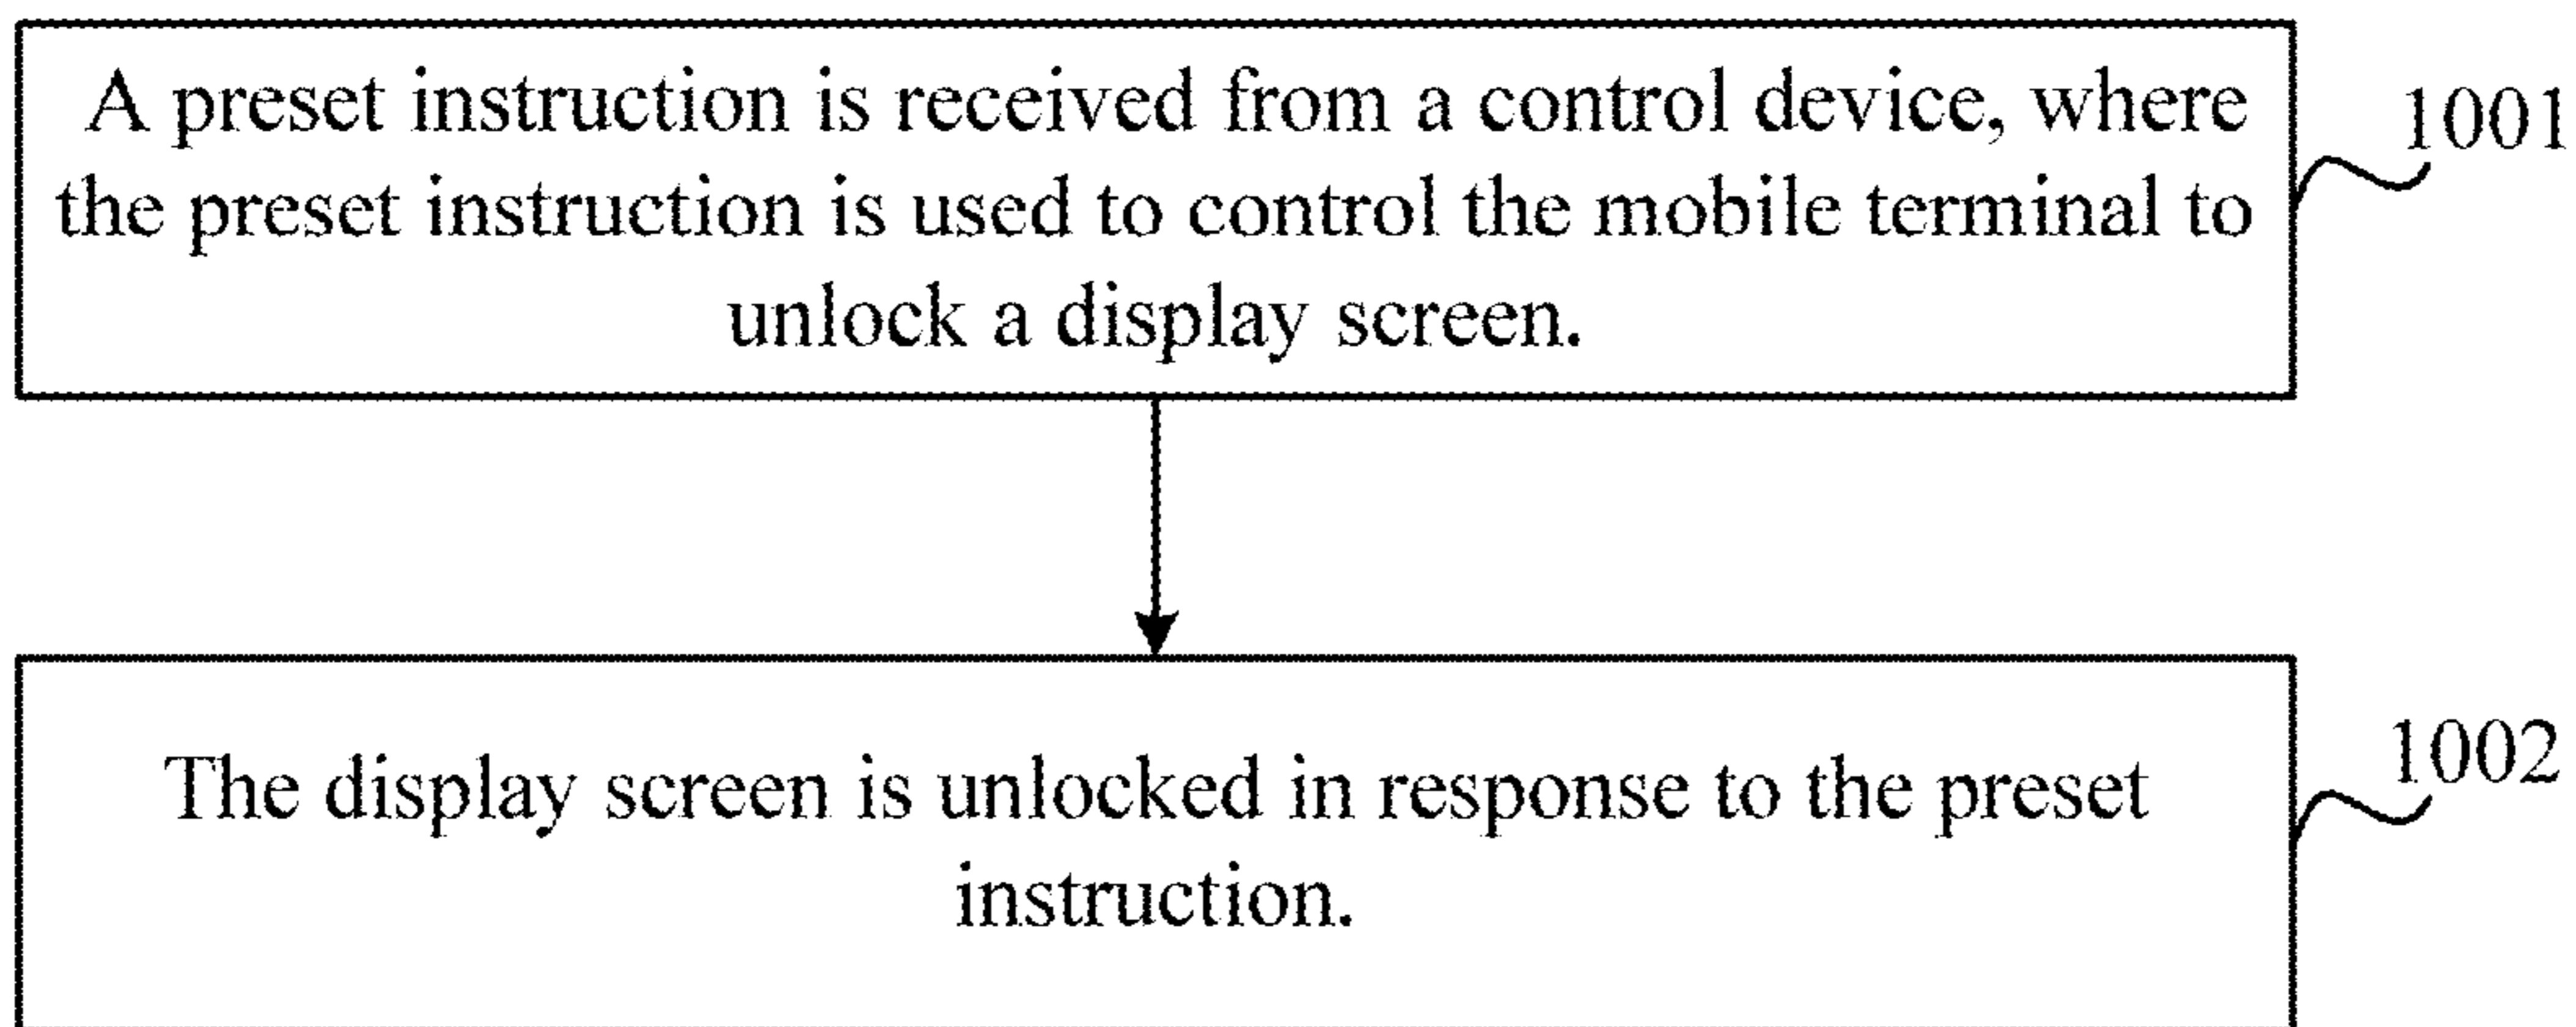 A preset instruction is received from a control device, where
the preset instruction is used to control the mobile terminal to
unlock a display screen.
1001
The display screen is unlocked in response to the preset
instruction.
1002